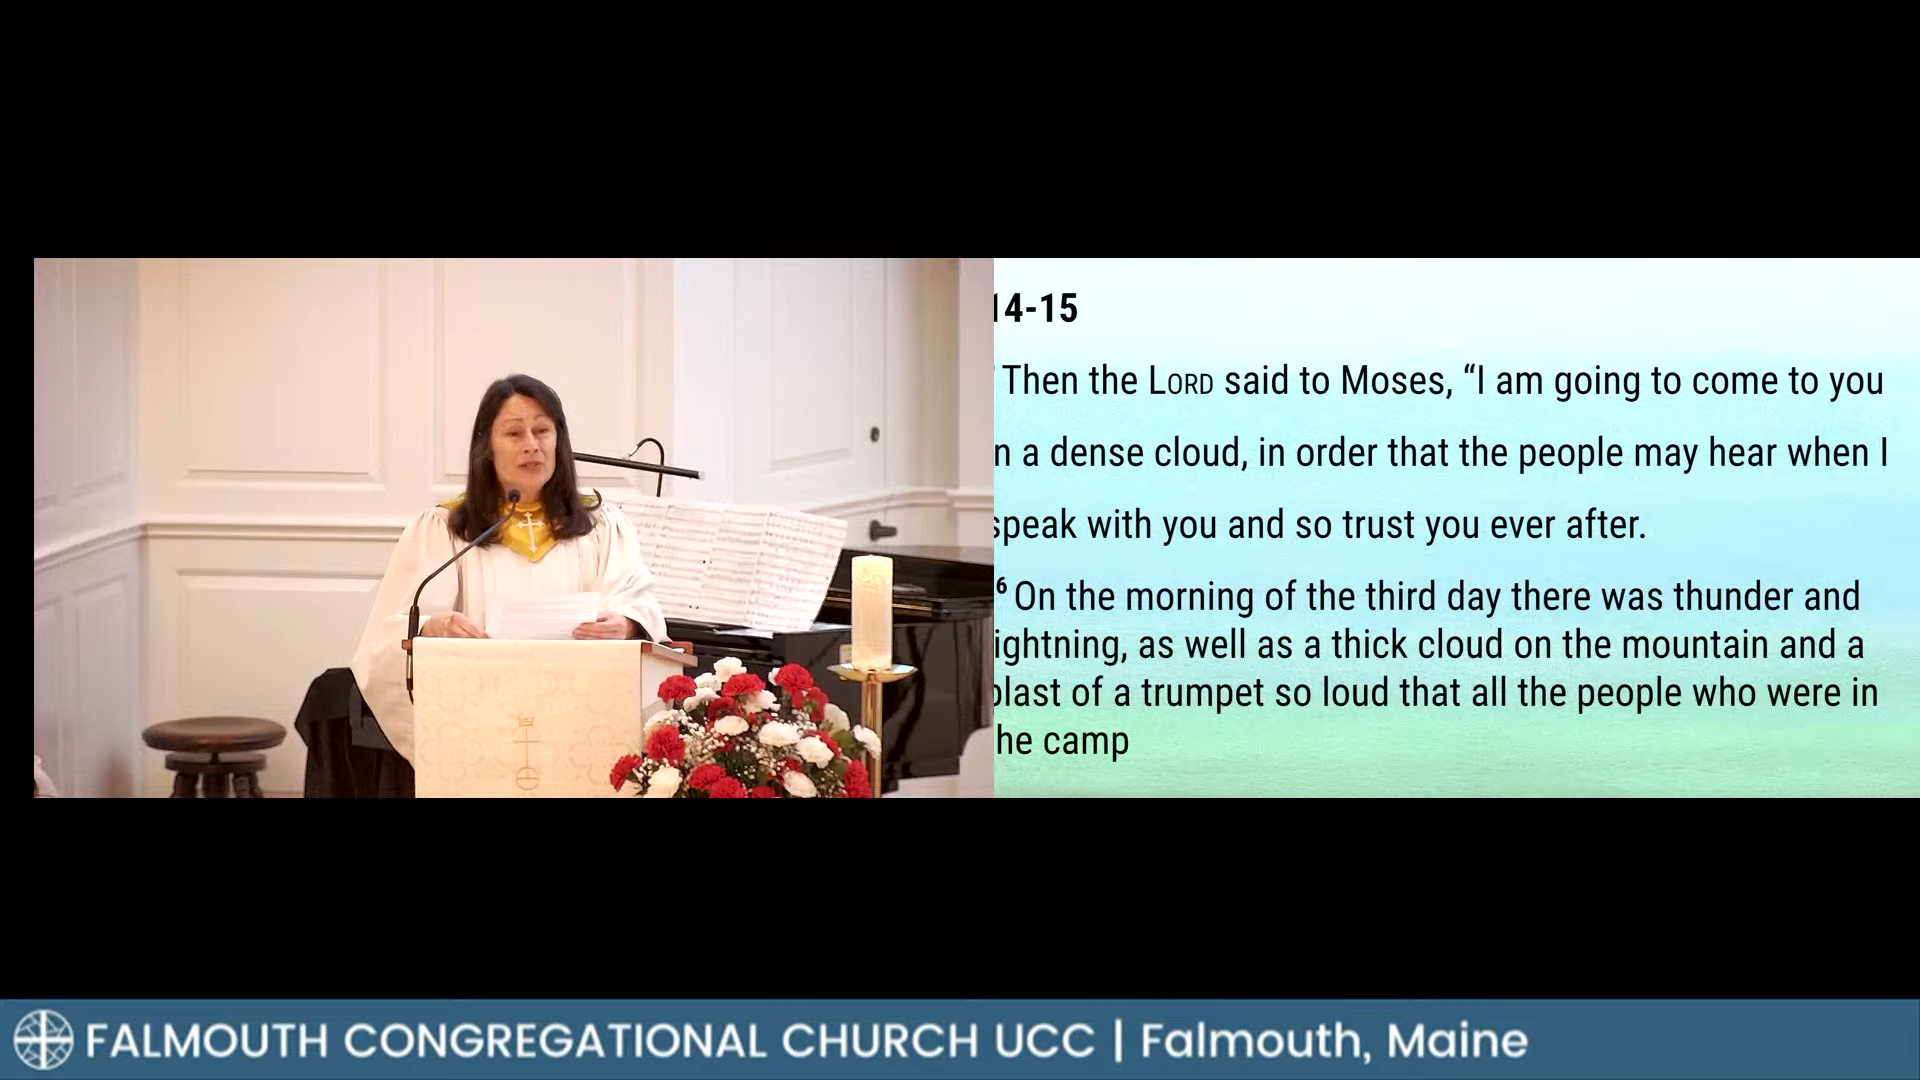 14-15
Then the LORD said to Moses, “I am going to come to you
n a dense cloud, in order that the people may hear when I
speak with you and so trust you ever after.
6 On the morning of the third day there was thunder and
ightning, as well as a thick cloud on the mountain and a
blast of a trumpet so loud that all the people who were in
he camp
FALMOUTH CONGREGATIONAL CHURCH UCC | Falmouth, Maine